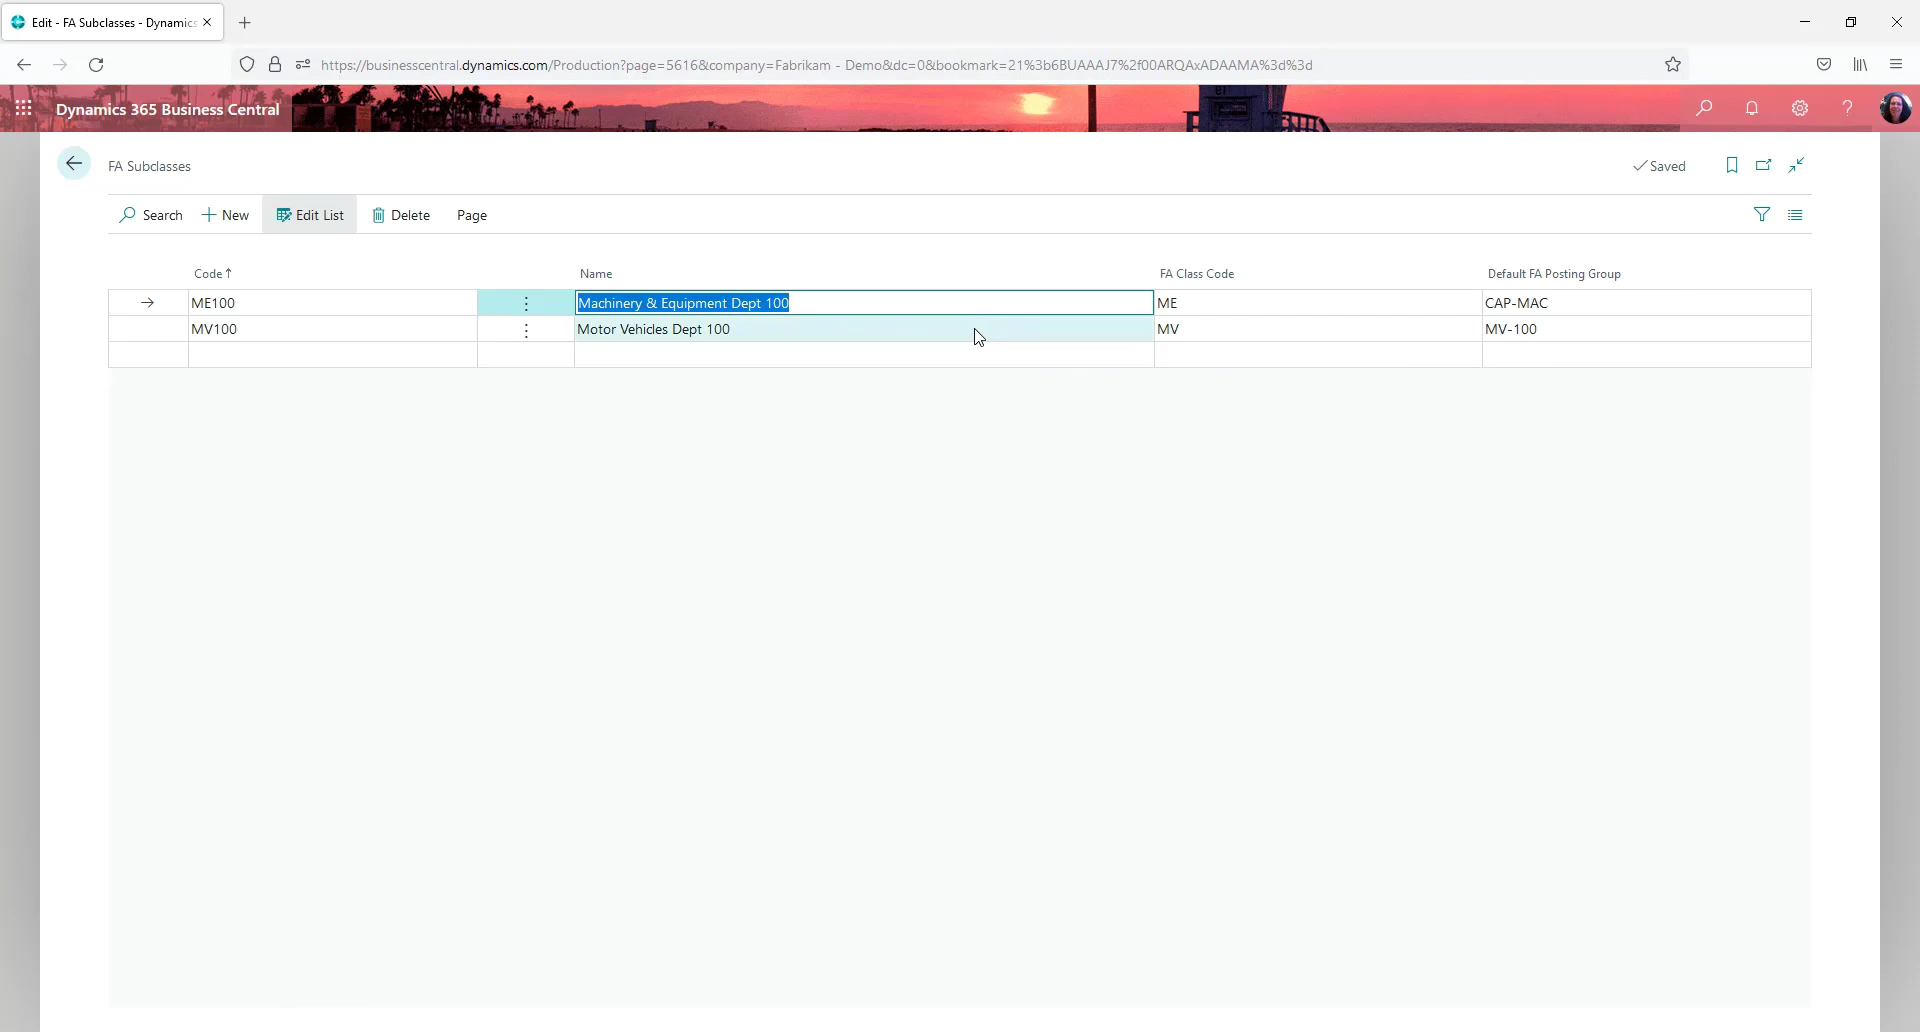 Edit - FA Subclasses - Dynamics
https://businesscentral.dynamics.com/Production?page=5616&company=Fabrikam - Demo&dc=0&bookmark=21%3b6BUAAAJ7%2f00ARQAxADAAMA%3d%3d
Dynamics 365 Business Central
FA Subclasses
Saved
Search New Edit List Delete Page
Code Name FA Class Code Default FA Posting Group
ME100 Machinery & Equipment Dept 100 ME CAP-MAC
MV100 Motor Vehicles Dept 100 MV MV-100